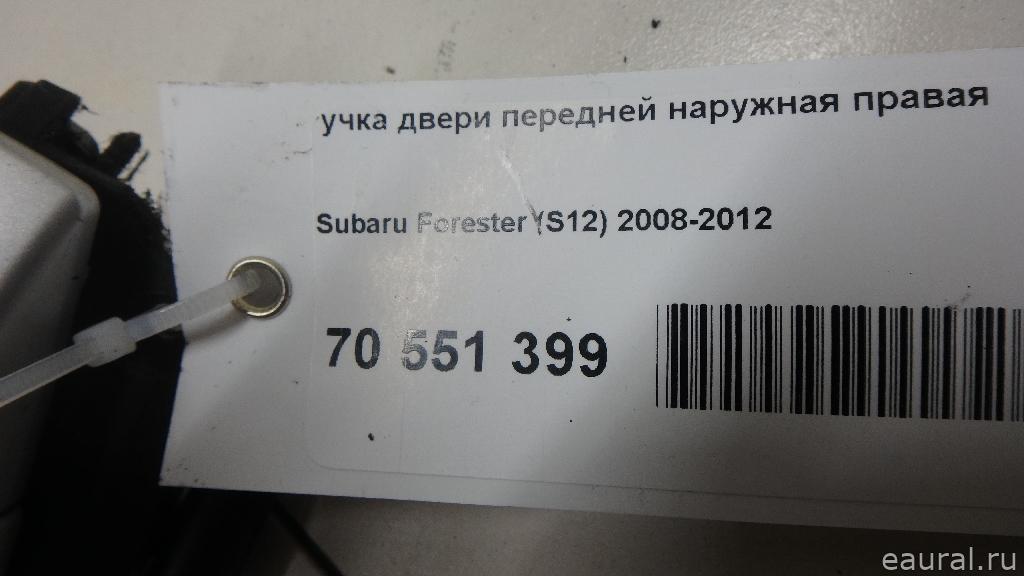 учка двери передней наружная правая
Subaru Forester (S12) 2008-2012
70 551 399
eaural.ru